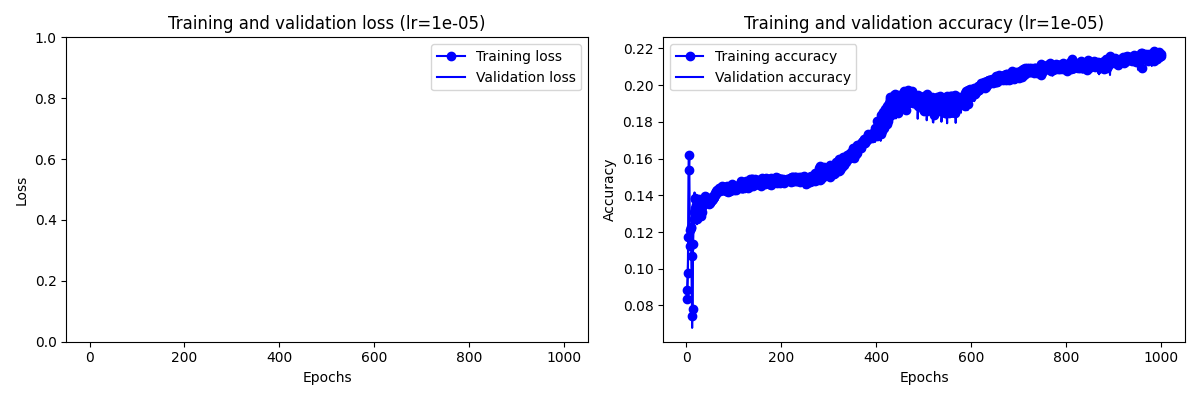 Training and validation loss (lr=1e-05)
Training loss
Validation loss
1.0
0.8
0.6
0.4
0.2
0.0
Loss
0
200
400
600
800
1000
Epochs
Training and validation accuracy (lr=1e-05)
Training accuracy
Validation accuracy
0.22
0.20
0.18
0.16
0.14
0.12
0.10
0.08
Accuracy
0
200
400
600
800
1000
Epochs